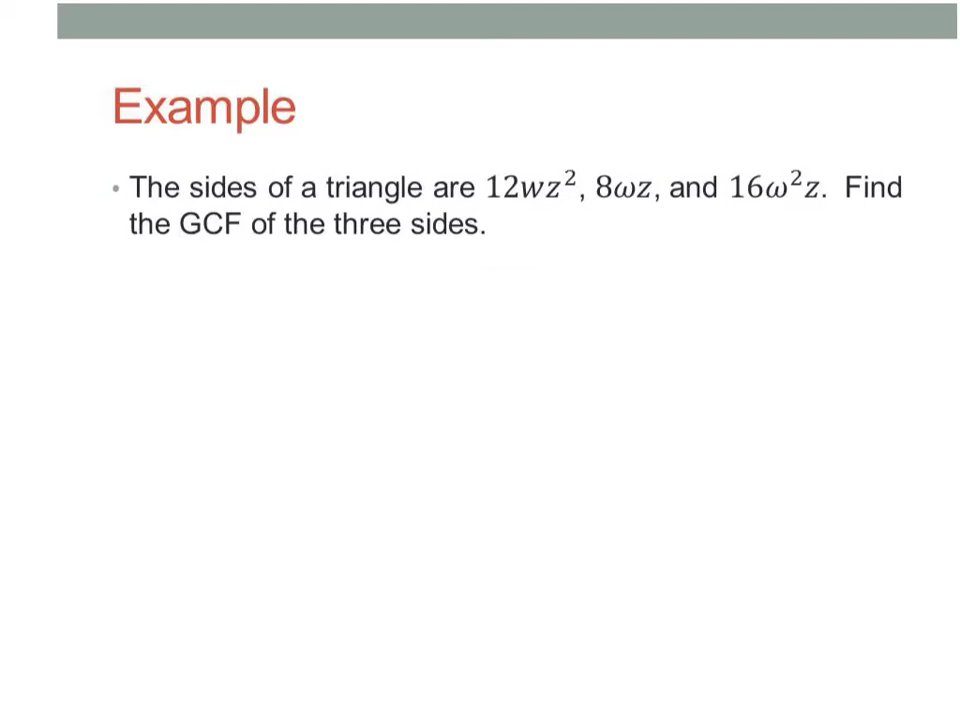 Example
• The sides of a triangle are 12wz², 8ωz, and 16ω²z. Find
the GCF of the three sides.